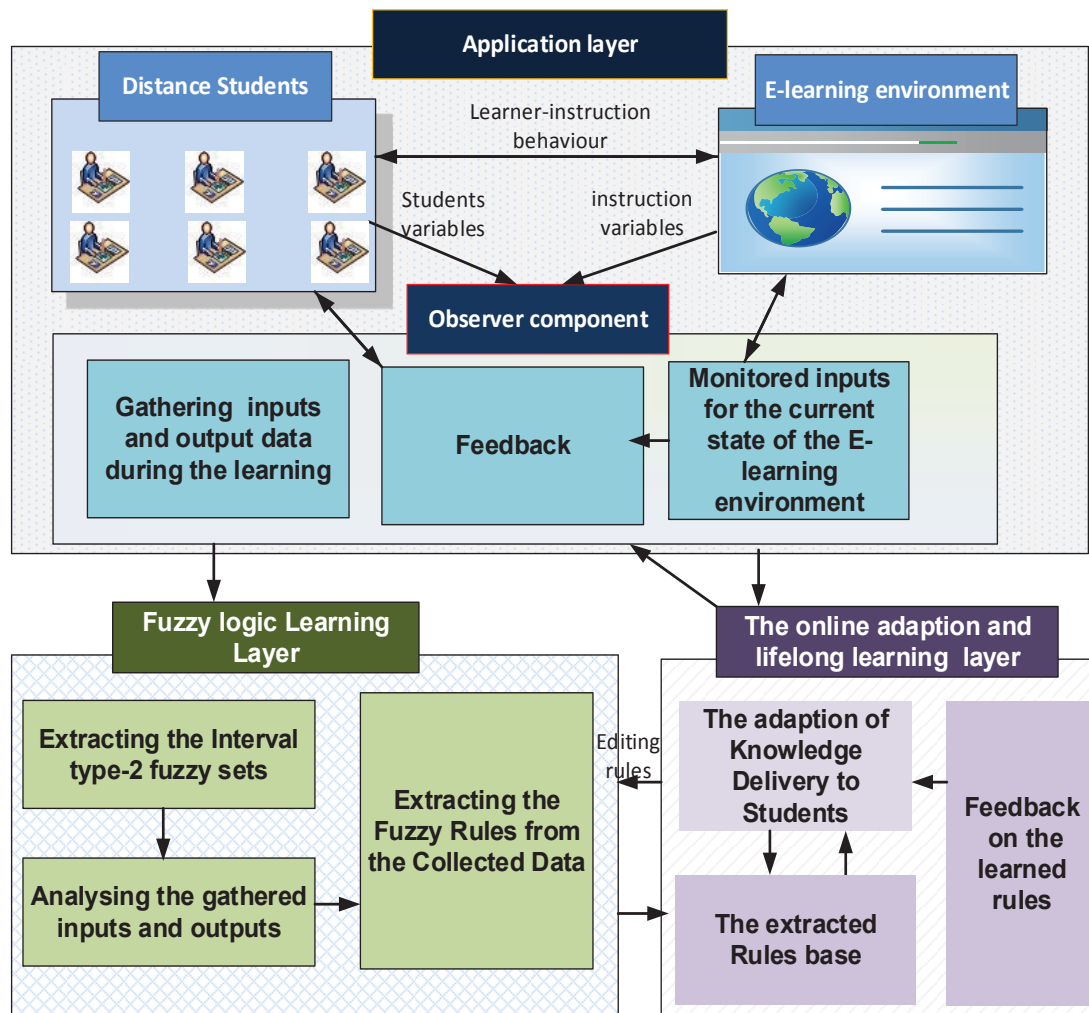 Application layer
Distance Students
E-learning environment
Learner-instruction
behaviour
Students
variables
instruction
variables
Observer component
Gathering inputs
and output data
during the learning
Feedback
Monitored inputs
for the current
state of the E-
learning
environment
Fuzzy logic Learning
Layer
The online adaption and
lifelong learning layer
Extracting the Interval
type-2 fuzzy sets
Analysing the gathered
inputs and outputs
Extracting the
Fuzzy Rules from
the Collected Data
Editing
rules
The adaption of
Knowledge
Delivery to
Students
The extracted
Rules base
Feedback
on the
learned
rules